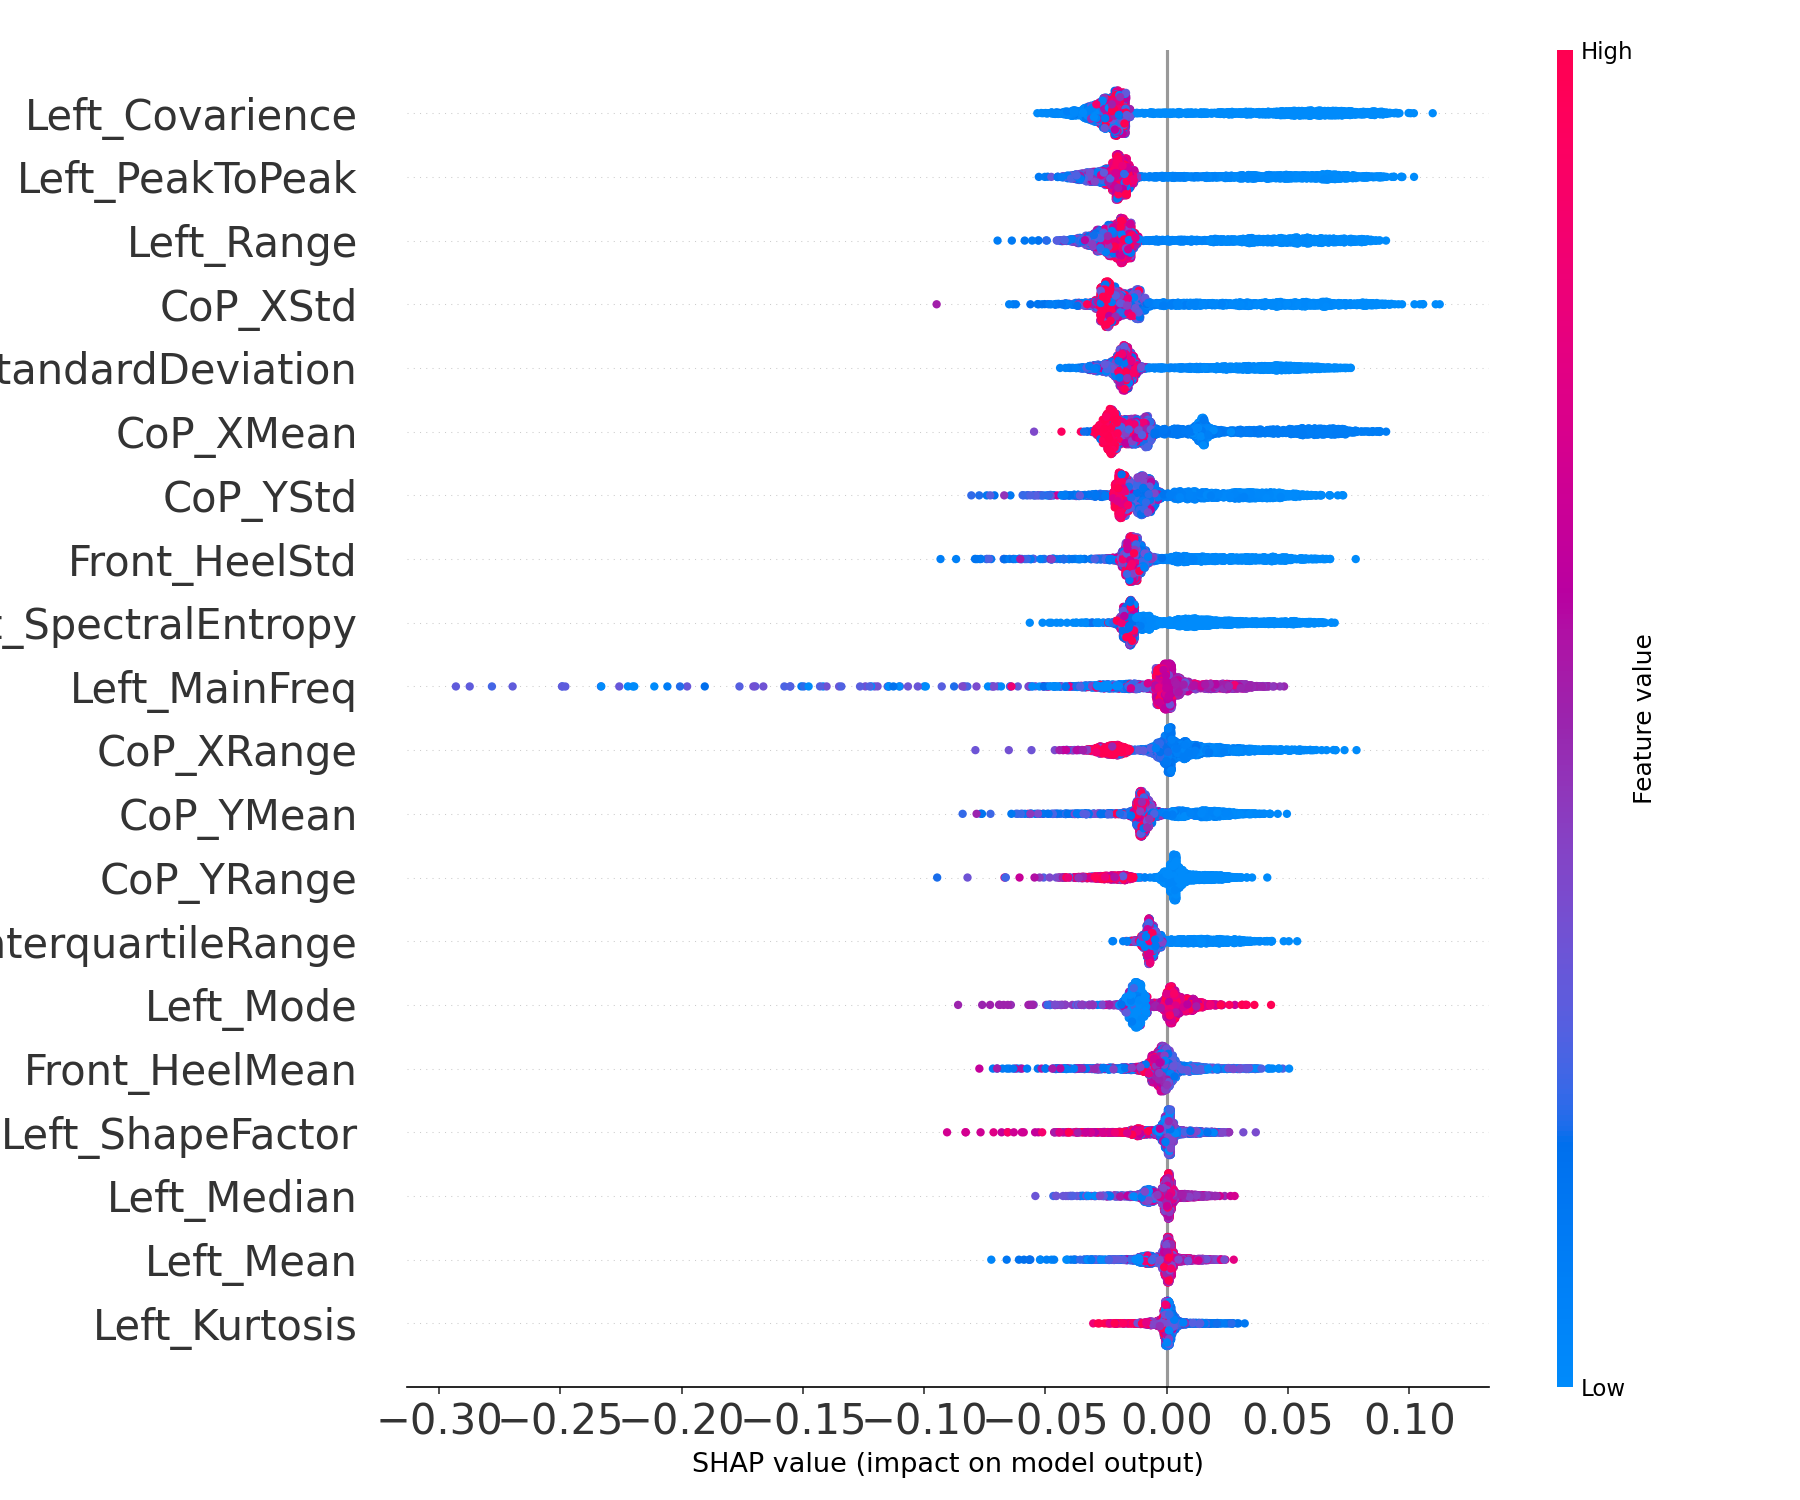 High
Left_Covarience
Left_PeakToPeak
Left_Range
CoP_XStd
tandardDeviation
CoP_XMean
CoP_YStd
Front_HeelStd
t_SpectralEntropy
Left_MainFreq
CoP_XRange
CoP_YMean
CoP_YRange
nterquartileRange
Left_Mode
Front_HeelMean
Left_ShapeFactor
Left_Median
Left_Mean
Left_Kurtosis
Feature value
Low
−0.30 −0.25 −0.20 −0.15 −0.10 −0.05 0.00 0.05 0.10
SHAP value (impact on model output)